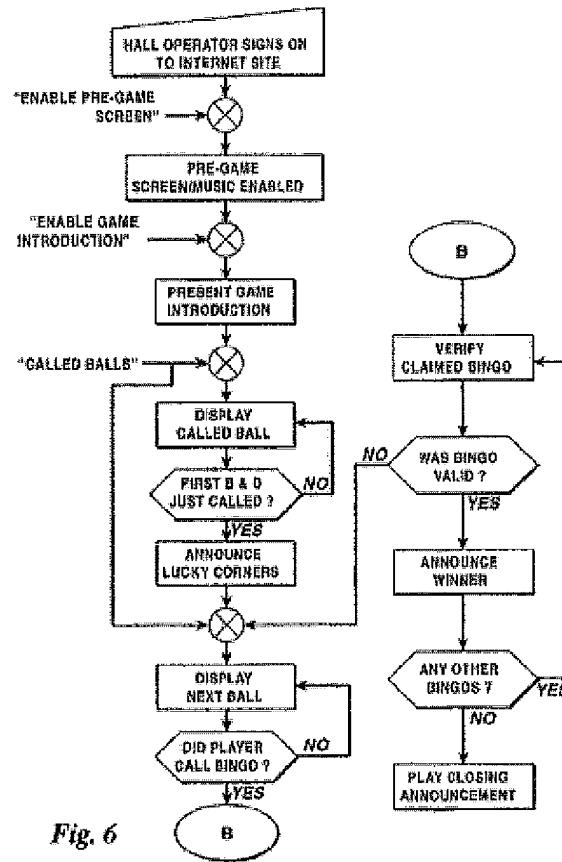 HALL OPERATOR SIGNS ON
TO INTERNET SITE
"ENABLE PRE-GAME
SCREEN"
PRE-GAME
SCREEN/MUSIC ENABLED
"ENABLE GAME
INTRODUCTION"
PRESENT GAME
INTRODUCTION
"CALLED BALLS"
DISPLAY
CALLED BALL
FIRST B & O
JUST CALLED ?
NO
YES
ANNOUNCE
LUCKY CORNERS
DISPLAY
NEXT BALL
DID PLAYER
CALL BINGO ?
NO
YES
B
Fig. 6
B
VERIFY
CLAIMED BINGO
WAS BINGO
VALID ?
NO
YES
ANNOUNCE
WINNER
ANY OTHER
BINGOS ?
YES
NO
PLAY CLOSING
ANNOUNCEMENT